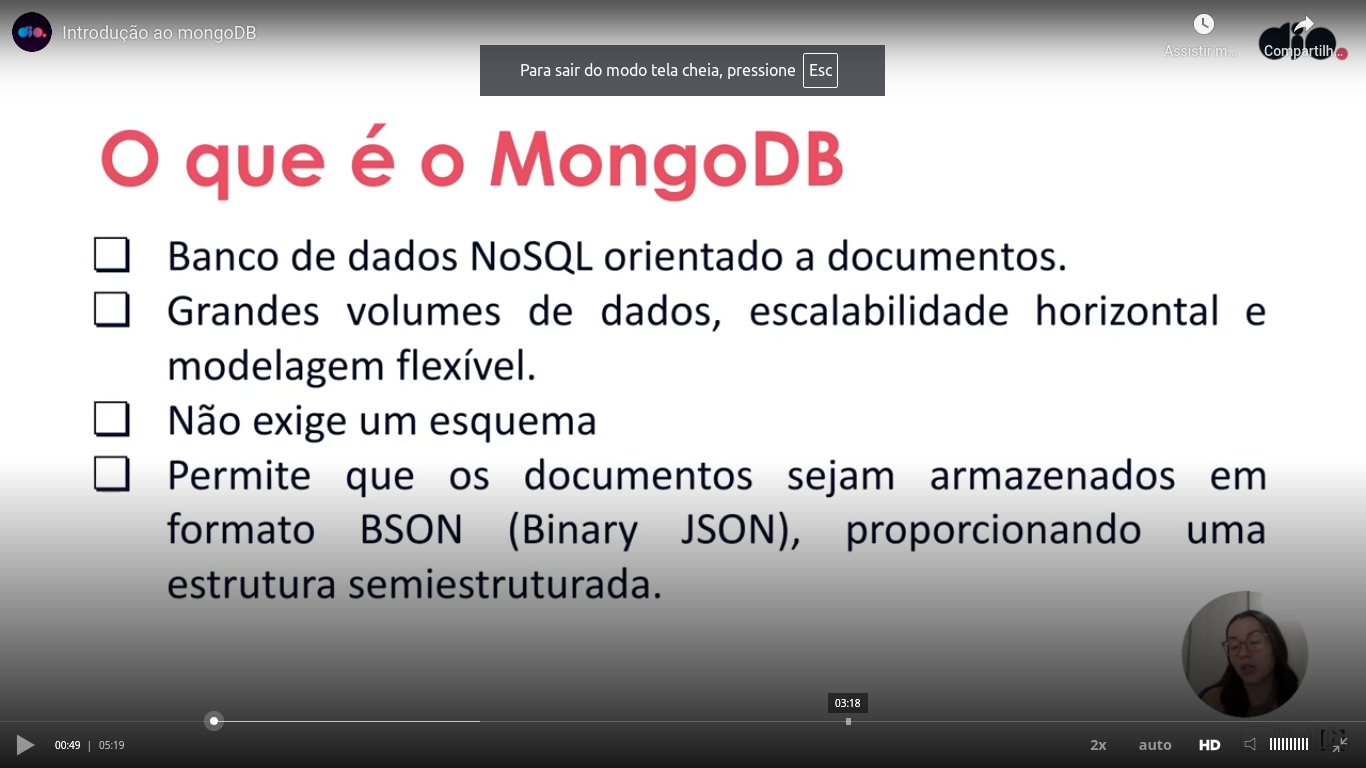 Introdução ao mongoDB
Assistir m...
Compartilh...
dio.
Para sair do modo tela cheia, pressione Esc
O que é o MongoDB
Banco de dados NoSQL orientado a documentos.
Grandes volumes de dados, escalabilidade horizontal e
modelagem flexível.
Não exige um esquema
Permite que os documentos sejam armazenados em
formato BSON (Binary JSON), proporcionando uma
estrutura semiestruturada.
03:18
00:49 | 05:19
2x
auto
HD